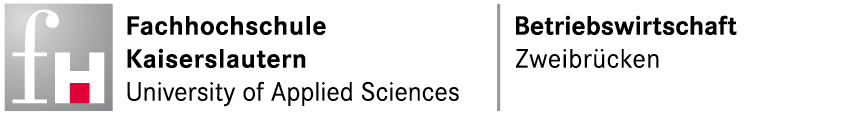 fH
Fachhochschule
Kaiserslautern
University of Applied Sciences
Betriebswirtschaft
Zweibrücken